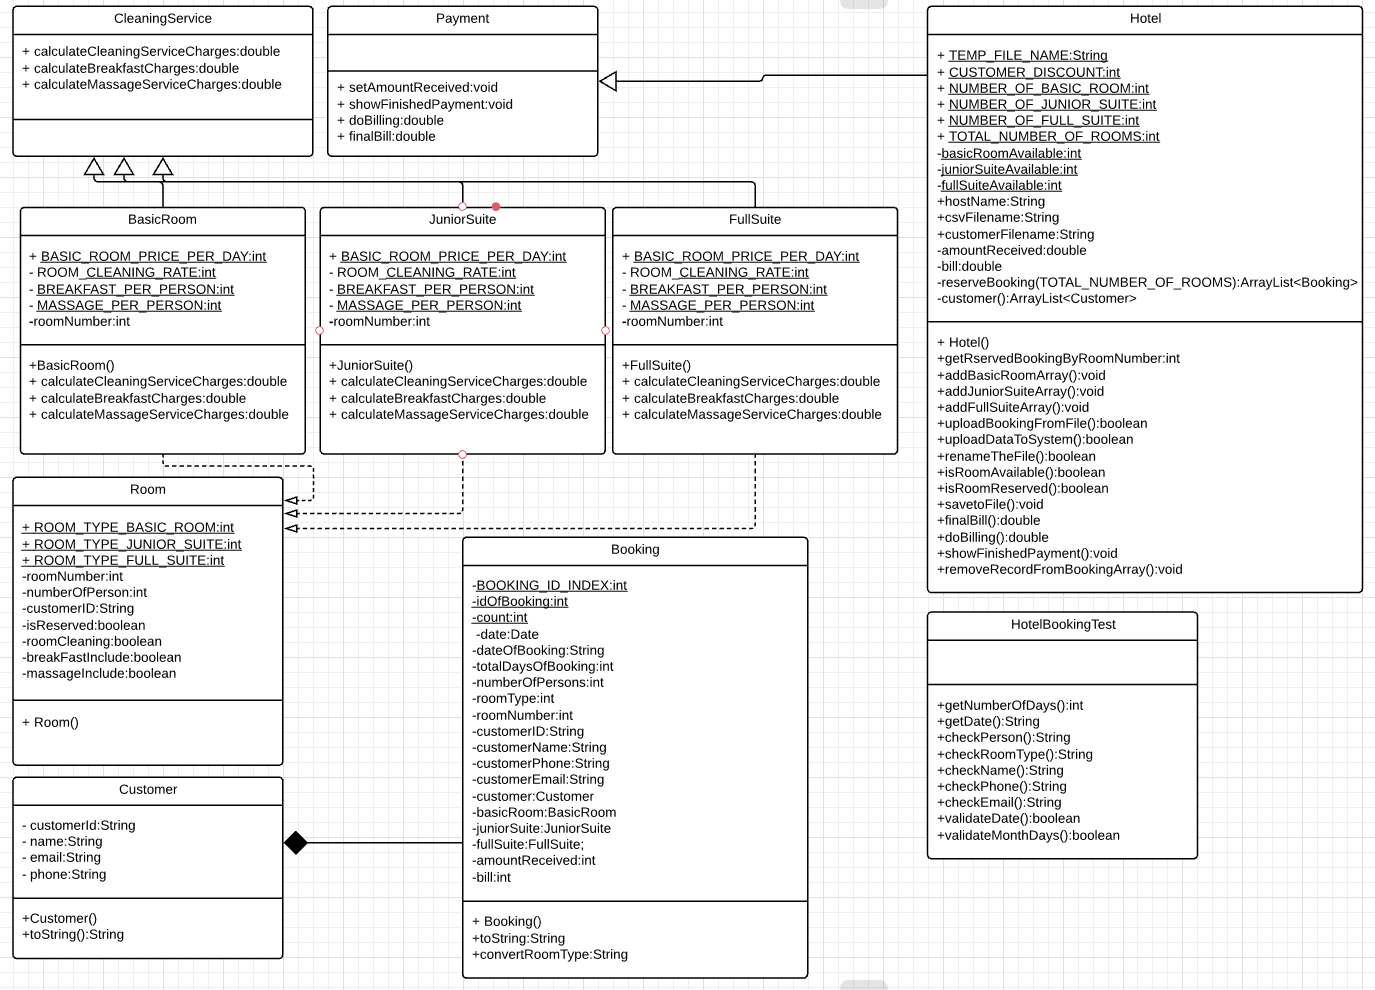 CleaningService
+ calculateCleaningServiceCharges:double
+ calculateBreakfastCharges:double
+ calculateMassageServiceCharges:double
Payment
+ setAmountReceived:void
+ showFinishedPayment:void
+ doBilling:double
+ finalBill:double
Hotel
+ TEMP_FILE_NAME:String
+ CUSTOMER_DISCOUNT:int
+ NUMBER_OF_BASIC_ROOM:int
+ NUMBER_OF_JUNIOR_SUITE:int
+ NUMBER_OF_FULL_SUITE:int
+ TOTAL_NUMBER_OF_ROOMS:int
-basicRoomAvailable:int
-juniorSuiteAvailable:int
-fullSuiteAvailable:int
+hostName:String
+csvFilename:String
+customerFilename:String
-amountReceived:double
-bill:double
-reserveBooking(TOTAL_NUMBER_OF_ROOMS):ArrayList<Booking>
-customer():ArrayList<Customer>
+ Hotel()
+getRservedBookingByRoomNumber:int
+addBasicRoomArray():void
+addJuniorSuiteArray():void
+addFullSuiteArray():void
+uploadBookingFromFile():boolean
+uploadDataToSystem():boolean
+renameTheFile():boolean
+isRoomAvailable():boolean
+isRoomReserved():boolean
+savetoFile():void
+finalBill():double
+doBilling():double
+showFinishedPayment():void
+removeRecordFromBookingArray():void
BasicRoom
+ BASIC_ROOM_PRICE_PER_DAY:int
- ROOM_CLEANING_RATE:int
- BREAKFAST_PER_PERSON:int
- MASSAGE_PER_PERSON:int
-roomNumber:int
+BasicRoom()
+ calculateCleaningServiceCharges:double
+ calculateBreakfastCharges:double
+ calculateMassageServiceCharges:double
JuniorSuite
+ BASIC_ROOM_PRICE_PER_DAY:int
- ROOM_CLEANING_RATE:int
- BREAKFAST_PER_PERSON:int
- MASSAGE_PER_PERSON:int
-roomNumber:int
+JuniorSuite()
+ calculateCleaningServiceCharges:double
+ calculateBreakfastCharges:double
+ calculateMassageServiceCharges:double
FullSuite
+ BASIC_ROOM_PRICE_PER_DAY:int
- ROOM_CLEANING_RATE:int
- BREAKFAST_PER_PERSON:int
- MASSAGE_PER_PERSON:int
-roomNumber:int
+FullSuite()
+ calculateCleaningServiceCharges:double
+ calculateBreakfastCharges:double
+ calculateMassageServiceCharges:double
Room
+ ROOM_TYPE_BASIC_ROOM:int
+ ROOM_TYPE_JUNIOR_SUITE:int
+ ROOM_TYPE_FULL_SUITE:int
-roomNumber:int
-numberOfPerson:int
-customerID:String
-isReserved:boolean
-roomCleaning:boolean
-breakFastInclude:boolean
-massageInclude:boolean
+ Room()
Booking
-BOOKING_ID_INDEX:int
-idOfBooking:int
-count:int
-date:Date
-dateOfBooking:String
-totalDaysOfBooking:int
-numberOfPersons:int
-roomType:int
-roomNumber:int
-customerID:String
-customerName:String
-customerPhone:String
-customerEmail:String
-customer:Customer
-basicRoom:BasicRoom
-juniorSuite:JuniorSuite
-fullSuite:FullSuite;
-amountReceived:int
-bill:int
+ Booking()
+toString:String
+convertRoomType:String
HotelBookingTest
+getNumberOfDays():int
+getDate():String
+checkPerson():String
+checkRoomType():String
+checkName():String
+checkPhone():String
+checkEmail():String
+validateDate():boolean
+validateMonthDays():boolean
Customer
- customerId:String
- name:String
- email:String
- phone:String
+Customer()
+toString():String